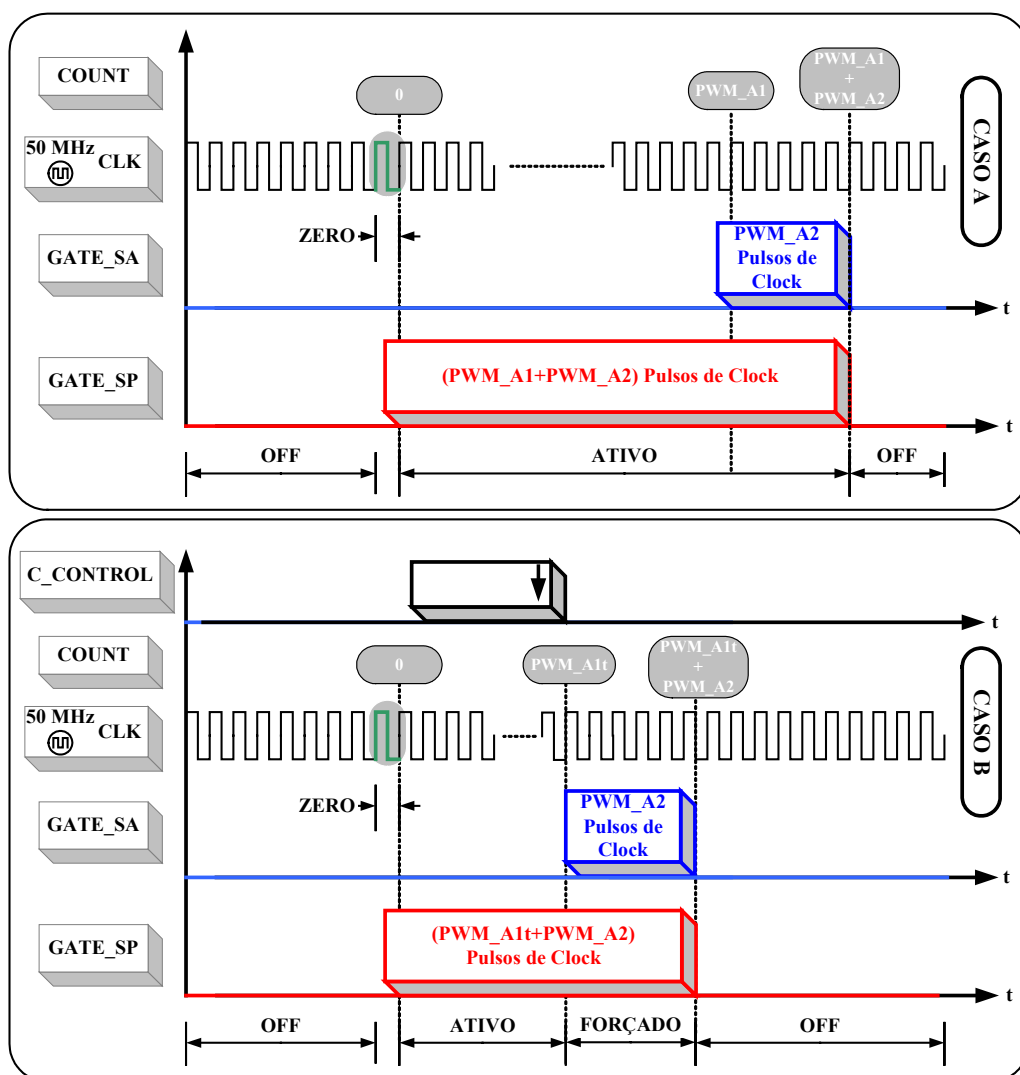 COUNT
0
PWM_A1
PWM_A1
+
PWM_A2
CASO A
50 MHz
CLK
ZERO
GATE_SA
PWM_A2
Pulsos de
Clock
t
GATE_SP
(PWM_A1+PWM_A2) Pulsos de Clock
t
OFF
ATIVO
OFF
C_CONTROL
t
COUNT
0
PWM_A1t
PWM_A1t
+
PWM_A2
CASO B
50 MHz
CLK
ZERO
GATE_SA
PWM_A2
Pulsos de
Clock
t
GATE_SP
(PWM_A1t+PWM_A2)
Pulsos de Clock
t
OFF
ATIVO
FORÇADO
OFF